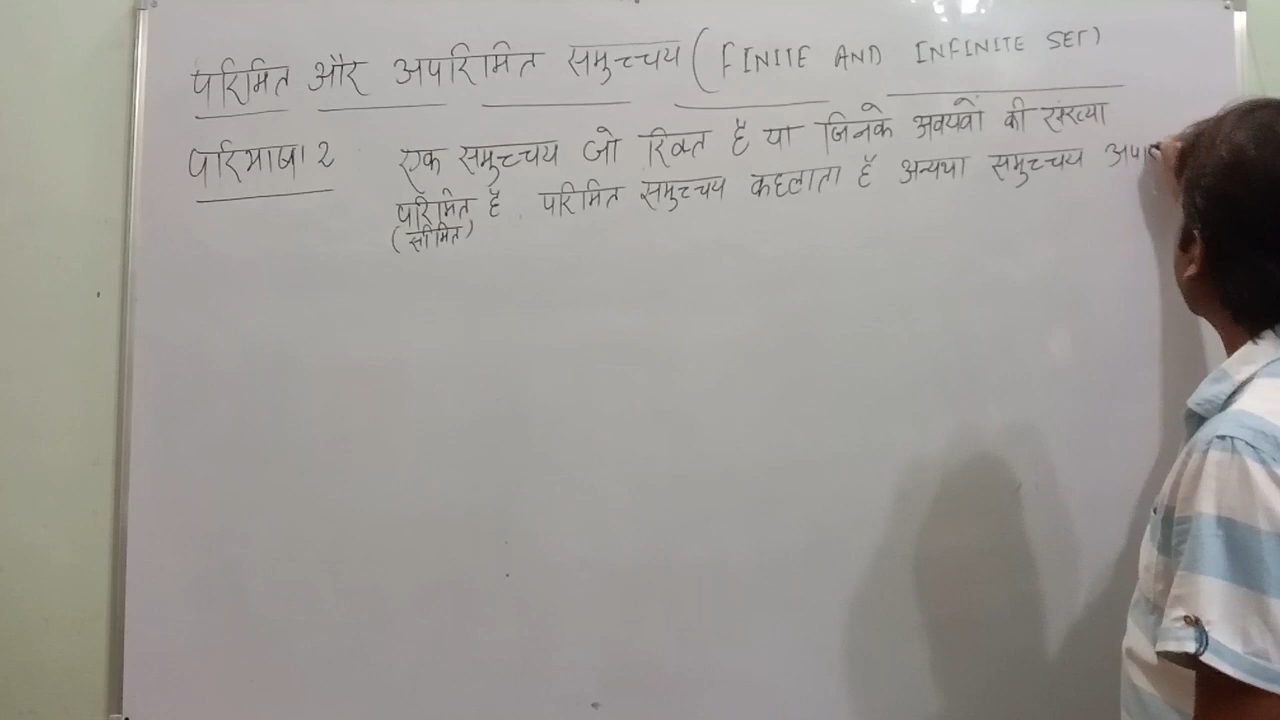 परिमित और अपरिमित समुच्चय (FINITE AND INFINITE SET)
परिभाषा 2 एक समुच्चय जो रिक्त है या जिनके अवयवों की संख्या
परिमित है परिमित समुच्चय कहलाता है अन्यथा समुच्चय
(सीमित)